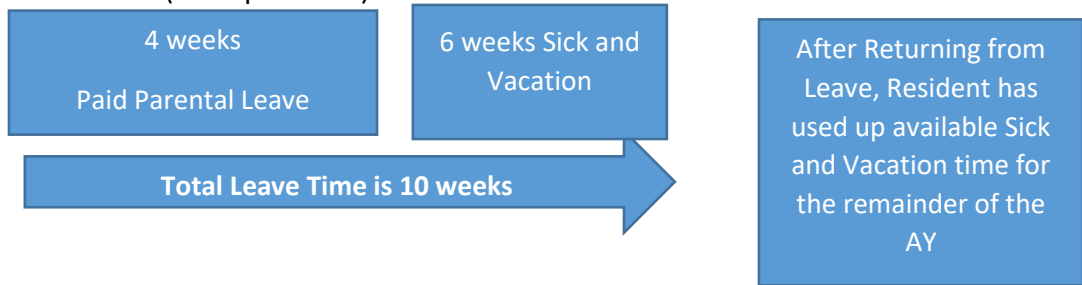 4 weeks
Paid Parental Leave
6 weeks Sick and
Vacation
Total Leave Time is 10 weeks
After Returning from
Leave, Resident has
used up available Sick
and Vacation time for
the remainder of the
AY